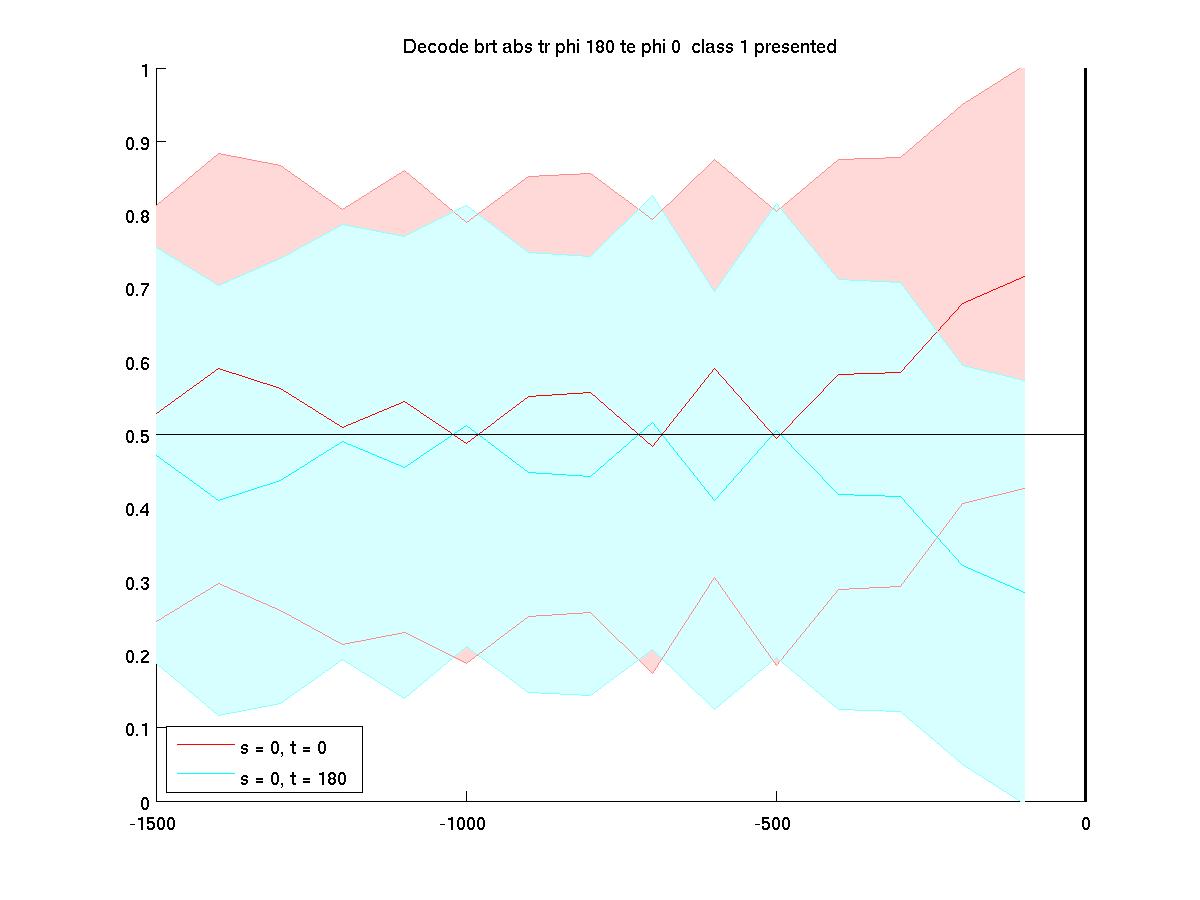 Decode brt abs tr phi 180 te phi 0  class 1 presented
1
0.9
0.8
0.7
0.6
0.5
0.4
0.3
0.2
0.1
0
s = 0, t = 0
s = 0, t = 180
-1500 -1000 -500 0